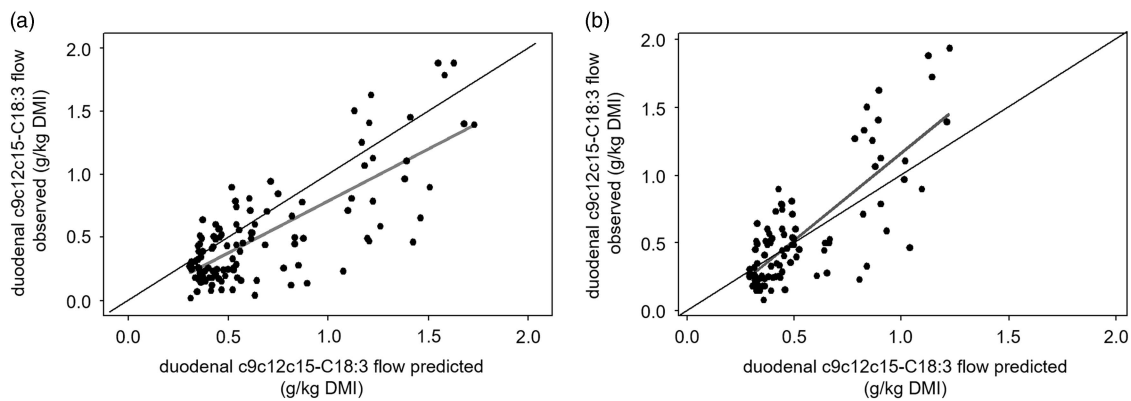 (a)
duodenal c9c12c15-C18:3 flow
observed (g/kg DMI)
2.0
1.5
1.0
0.5
0.0
0.0 0.5 1.0 1.5 2.0
duodenal c9c12c15-C18:3 flow predicted
(g/kg DMI)
(b)
duodenal c9c12c15-C18:3 flow
observed (g/kg DMI)
2.0
1.5
1.0
0.5
0.0
0.0 0.5 1.0 1.5 2.0
duodenal c9c12c15-C18:3 flow predicted
(g/kg DMI)